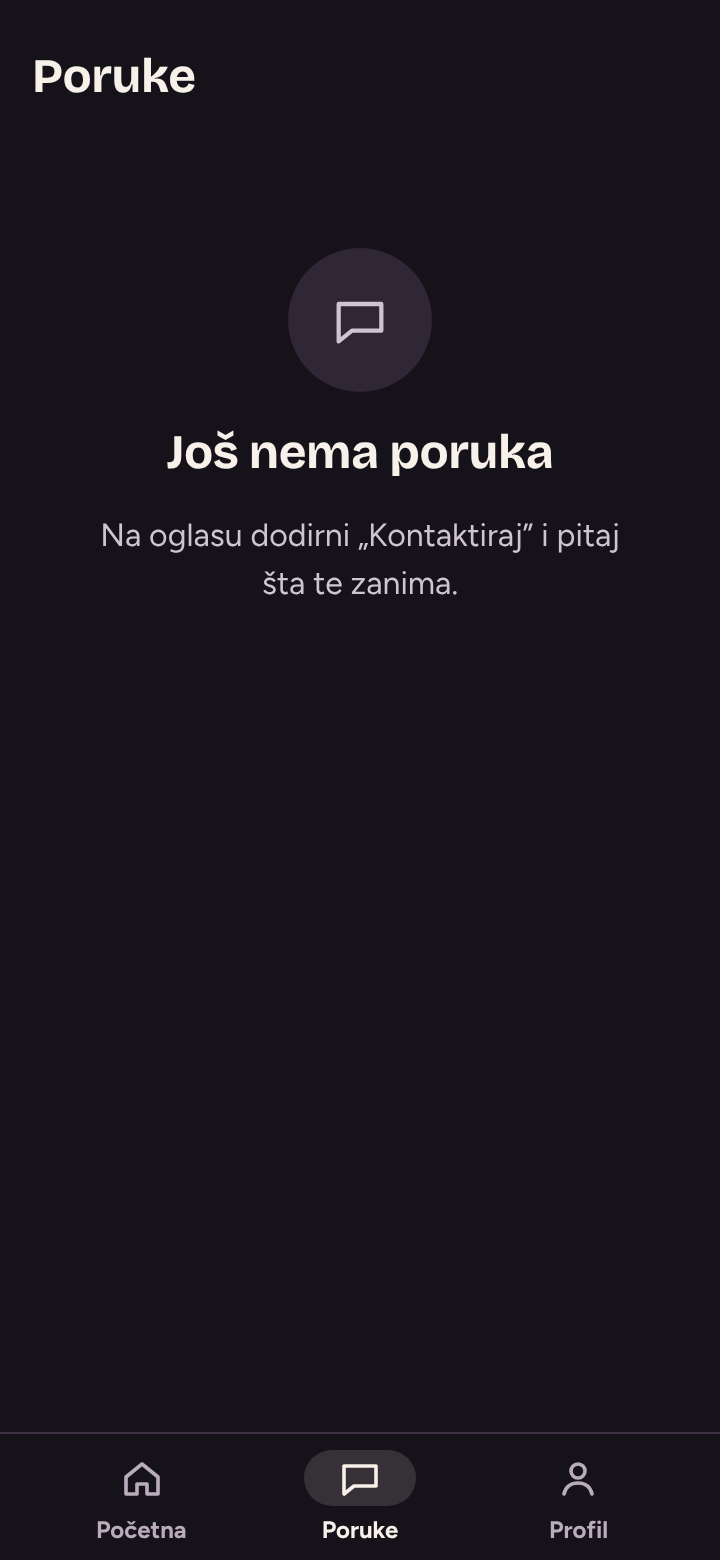 Poruke
Još nema poruka
Na oglasu dodirni „Kontaktiraj” i pitaj
šta te zanima.
Početna
Poruke
Profil